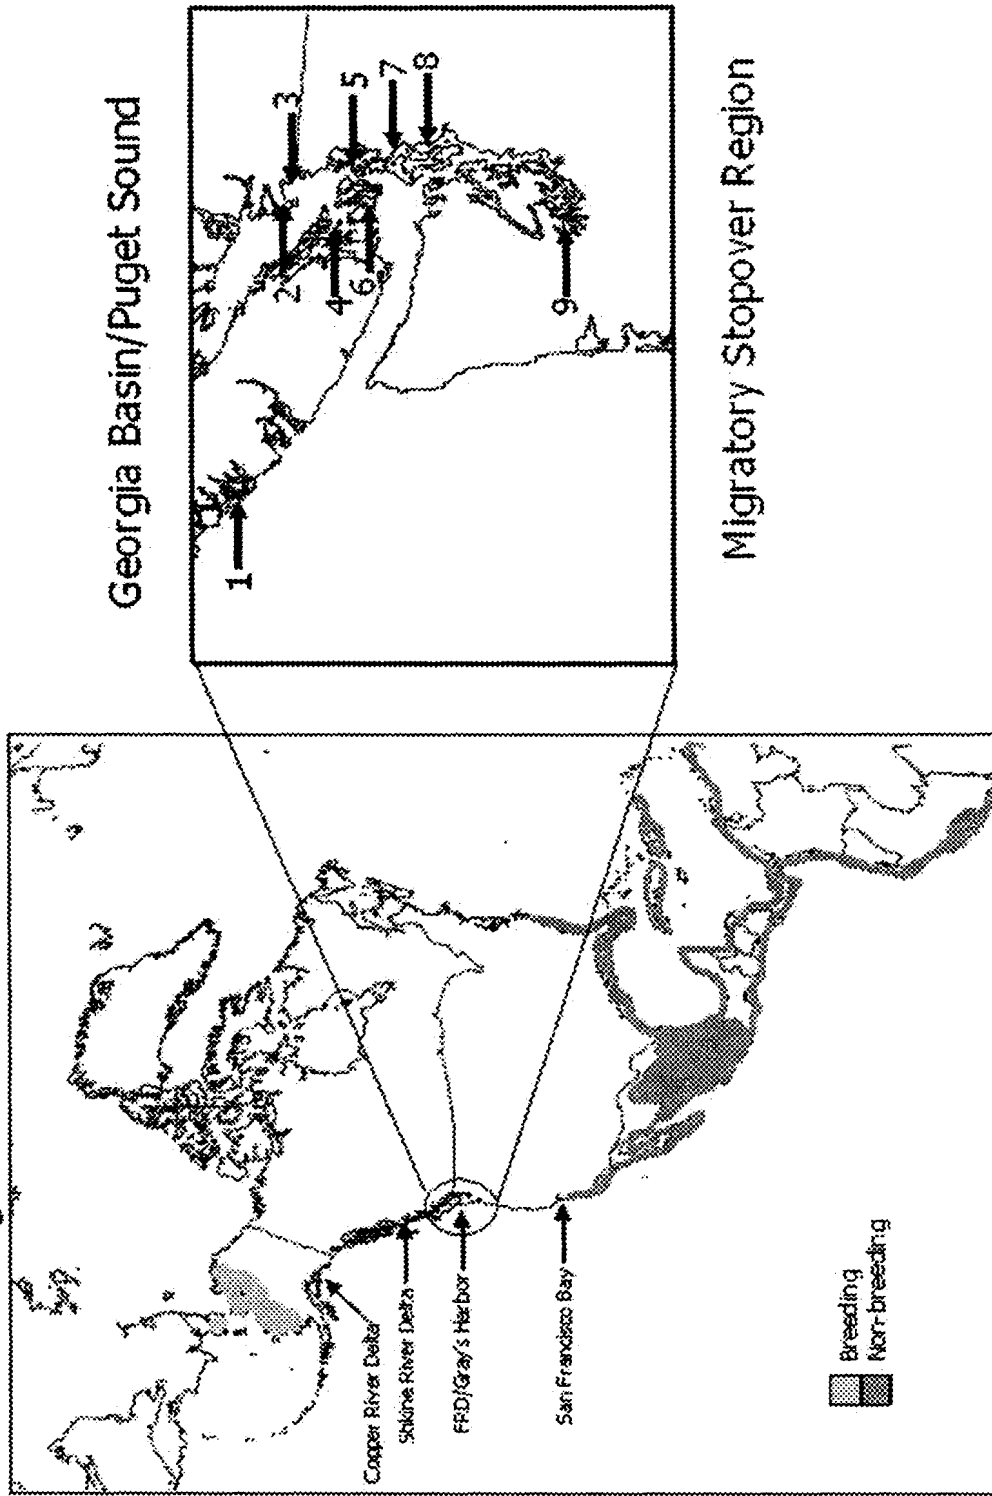 Georgia Basin/Puget Sound
1
2
3
4
5
6
7
8
9
Migratory Stopover Region
Copper River Delta
Stikine River Delta
FRD/Gray's Harbor
San Francisco Bay
Breeding
Non-breeding